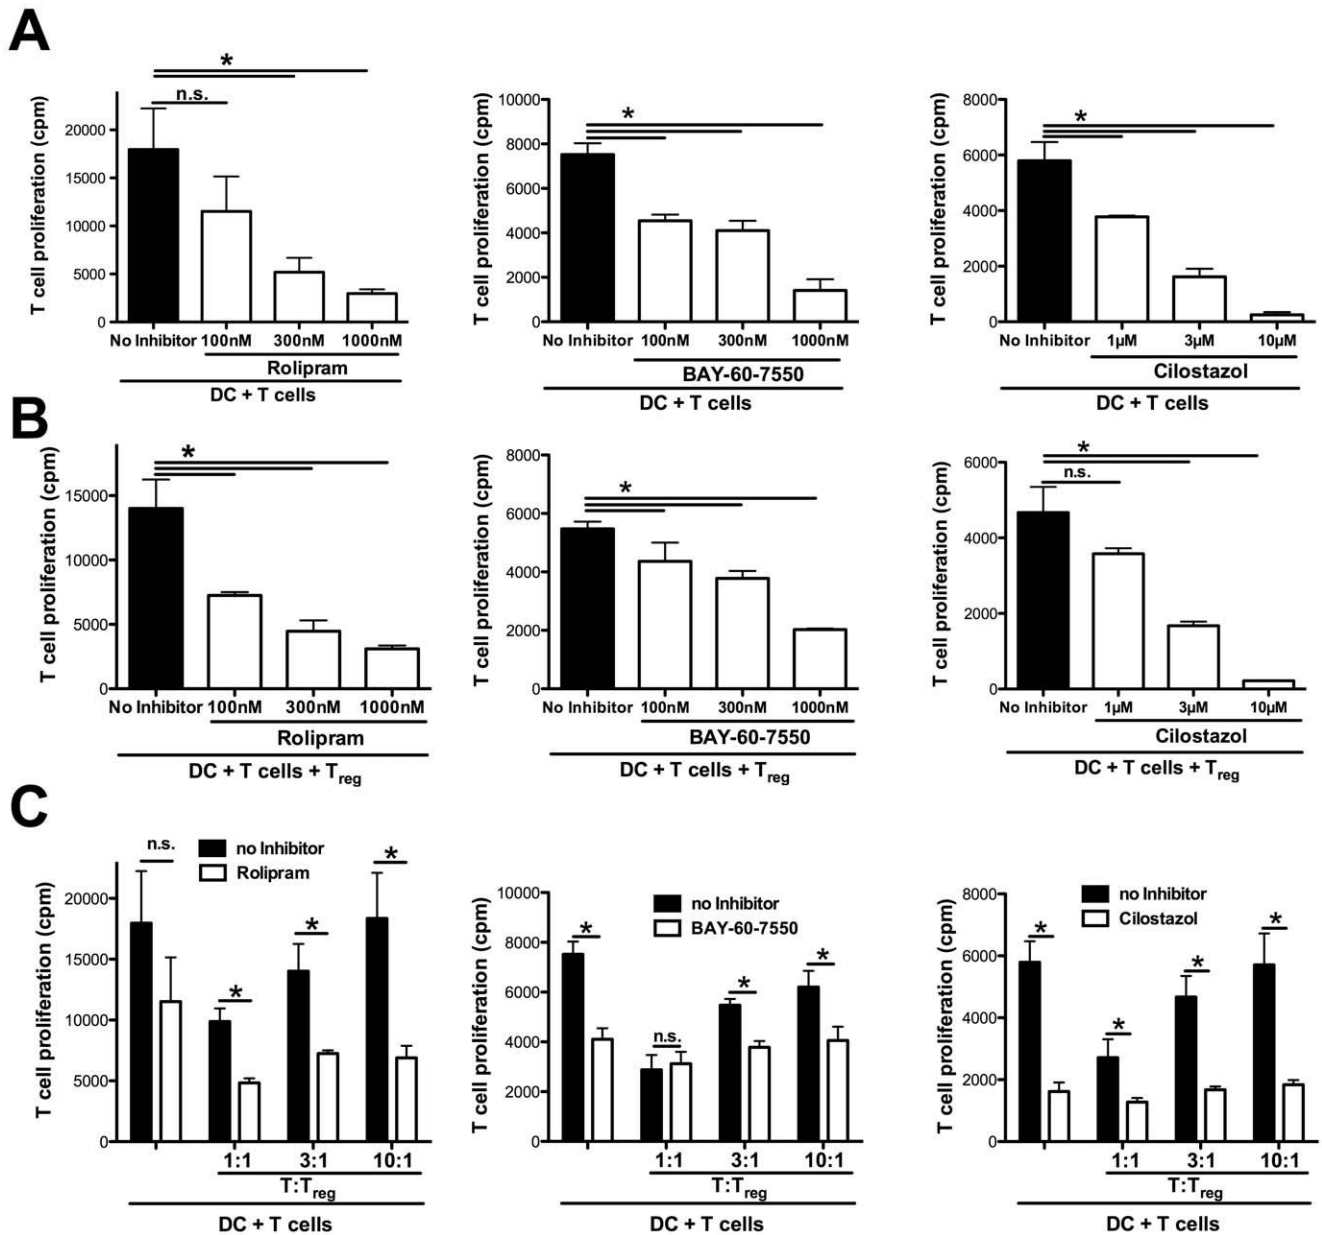 A
T cell proliferation (cpm)
20000
15000
10000
5000
0
n.s.
*
No Inhibitor 100nM 300nM 1000nM
Rolipram
DC + T cells
T cell proliferation (cpm)
10000
8000
6000
4000
2000
0
*
No Inhibitor 100nM 300nM 1000nM
BAY-60-7550
DC + T cells
T cell proliferation (cpm)
8000
6000
4000
2000
0
*
No Inhibitor 1µM 3µM 10µM
Cilostazol
DC + T cells
B
T cell proliferation (cpm)
15000
10000
5000
0
*
No Inhibitor 100nM 300nM 1000nM
Rolipram
DC + T cells + Treg
T cell proliferation (cpm)
8000
6000
4000
2000
0
*
No Inhibitor 100nM 300nM 1000nM
BAY-60-7550
DC + T cells + Treg
T cell proliferation (cpm)
6000
4000
2000
0
*
n.s.
No Inhibitor 1µM 3µM 10µM
Cilostazol
DC + T cells + Treg
C
T cell proliferation (cpm)
20000
15000
10000
5000
0
n.s.
no Inhibitor
Rolipram
*
*
*
1:1 3:1 10:1
T:Treg
DC + T cells
T cell proliferation (cpm)
10000
8000
6000
4000
2000
0
no Inhibitor
BAY-60-7550
*
n.s.
*
*
1:1 3:1 10:1
T:Treg
DC + T cells
T cell proliferation (cpm)
8000
6000
4000
2000
0
no Inhibitor
Cilostazol
*
*
*
*
1:1 3:1 10:1
T:Treg
DC + T cells